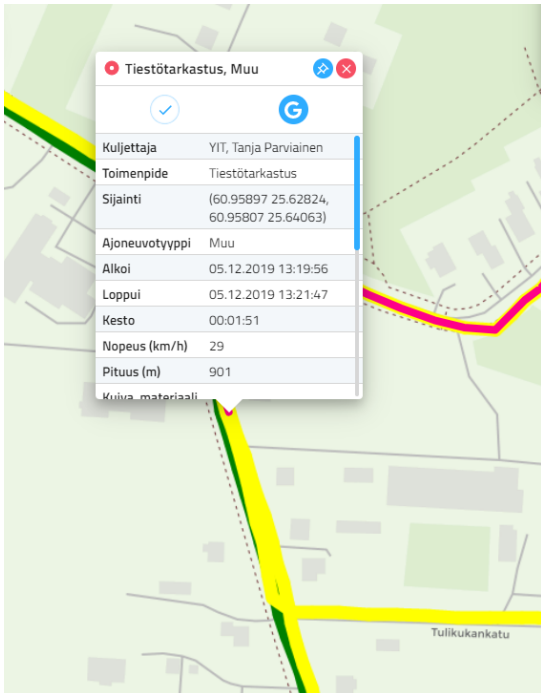 Tiestötarkastus, Muu
G
Kuljettaja YIT, Tanja Parviainen
Toimenpide Tiestötarkastus
Sijainti (60.95897 25.62824,
60.95807 25.64063)
Ajoneuvotyyppi Muu
Alkoi 05.12.2019 13:19:56
Loppui 05.12.2019 13:21:47
Kesto 00:01:51
Nopeus (km/h) 29
Pituus (m) 901
Kuiva materiaali
Tulikukankatu